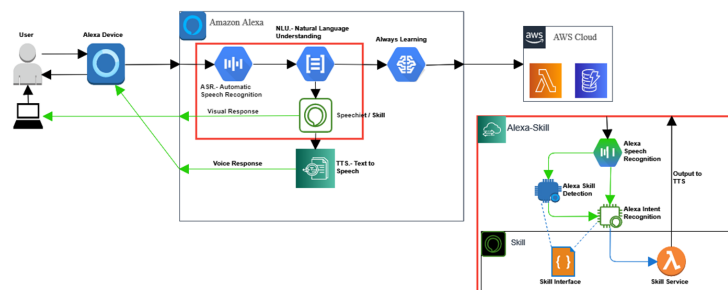 User
Alexa Device
Amazon Alexa
NLU.- Natural Language
Understanding
Always Learning
aws
AWS Cloud
ASR.- Automatic
Speech Recognition
Visual Response
Speechlet / Skill
Voice Response
TTS.- Text to
Speech
Alexa-Skill
Alexa
Speech
Recognition
Output to
TTS
Alexa Skill
Detection
Alexa Intent
Recognition
Skill
Skill Interface
Skill Service